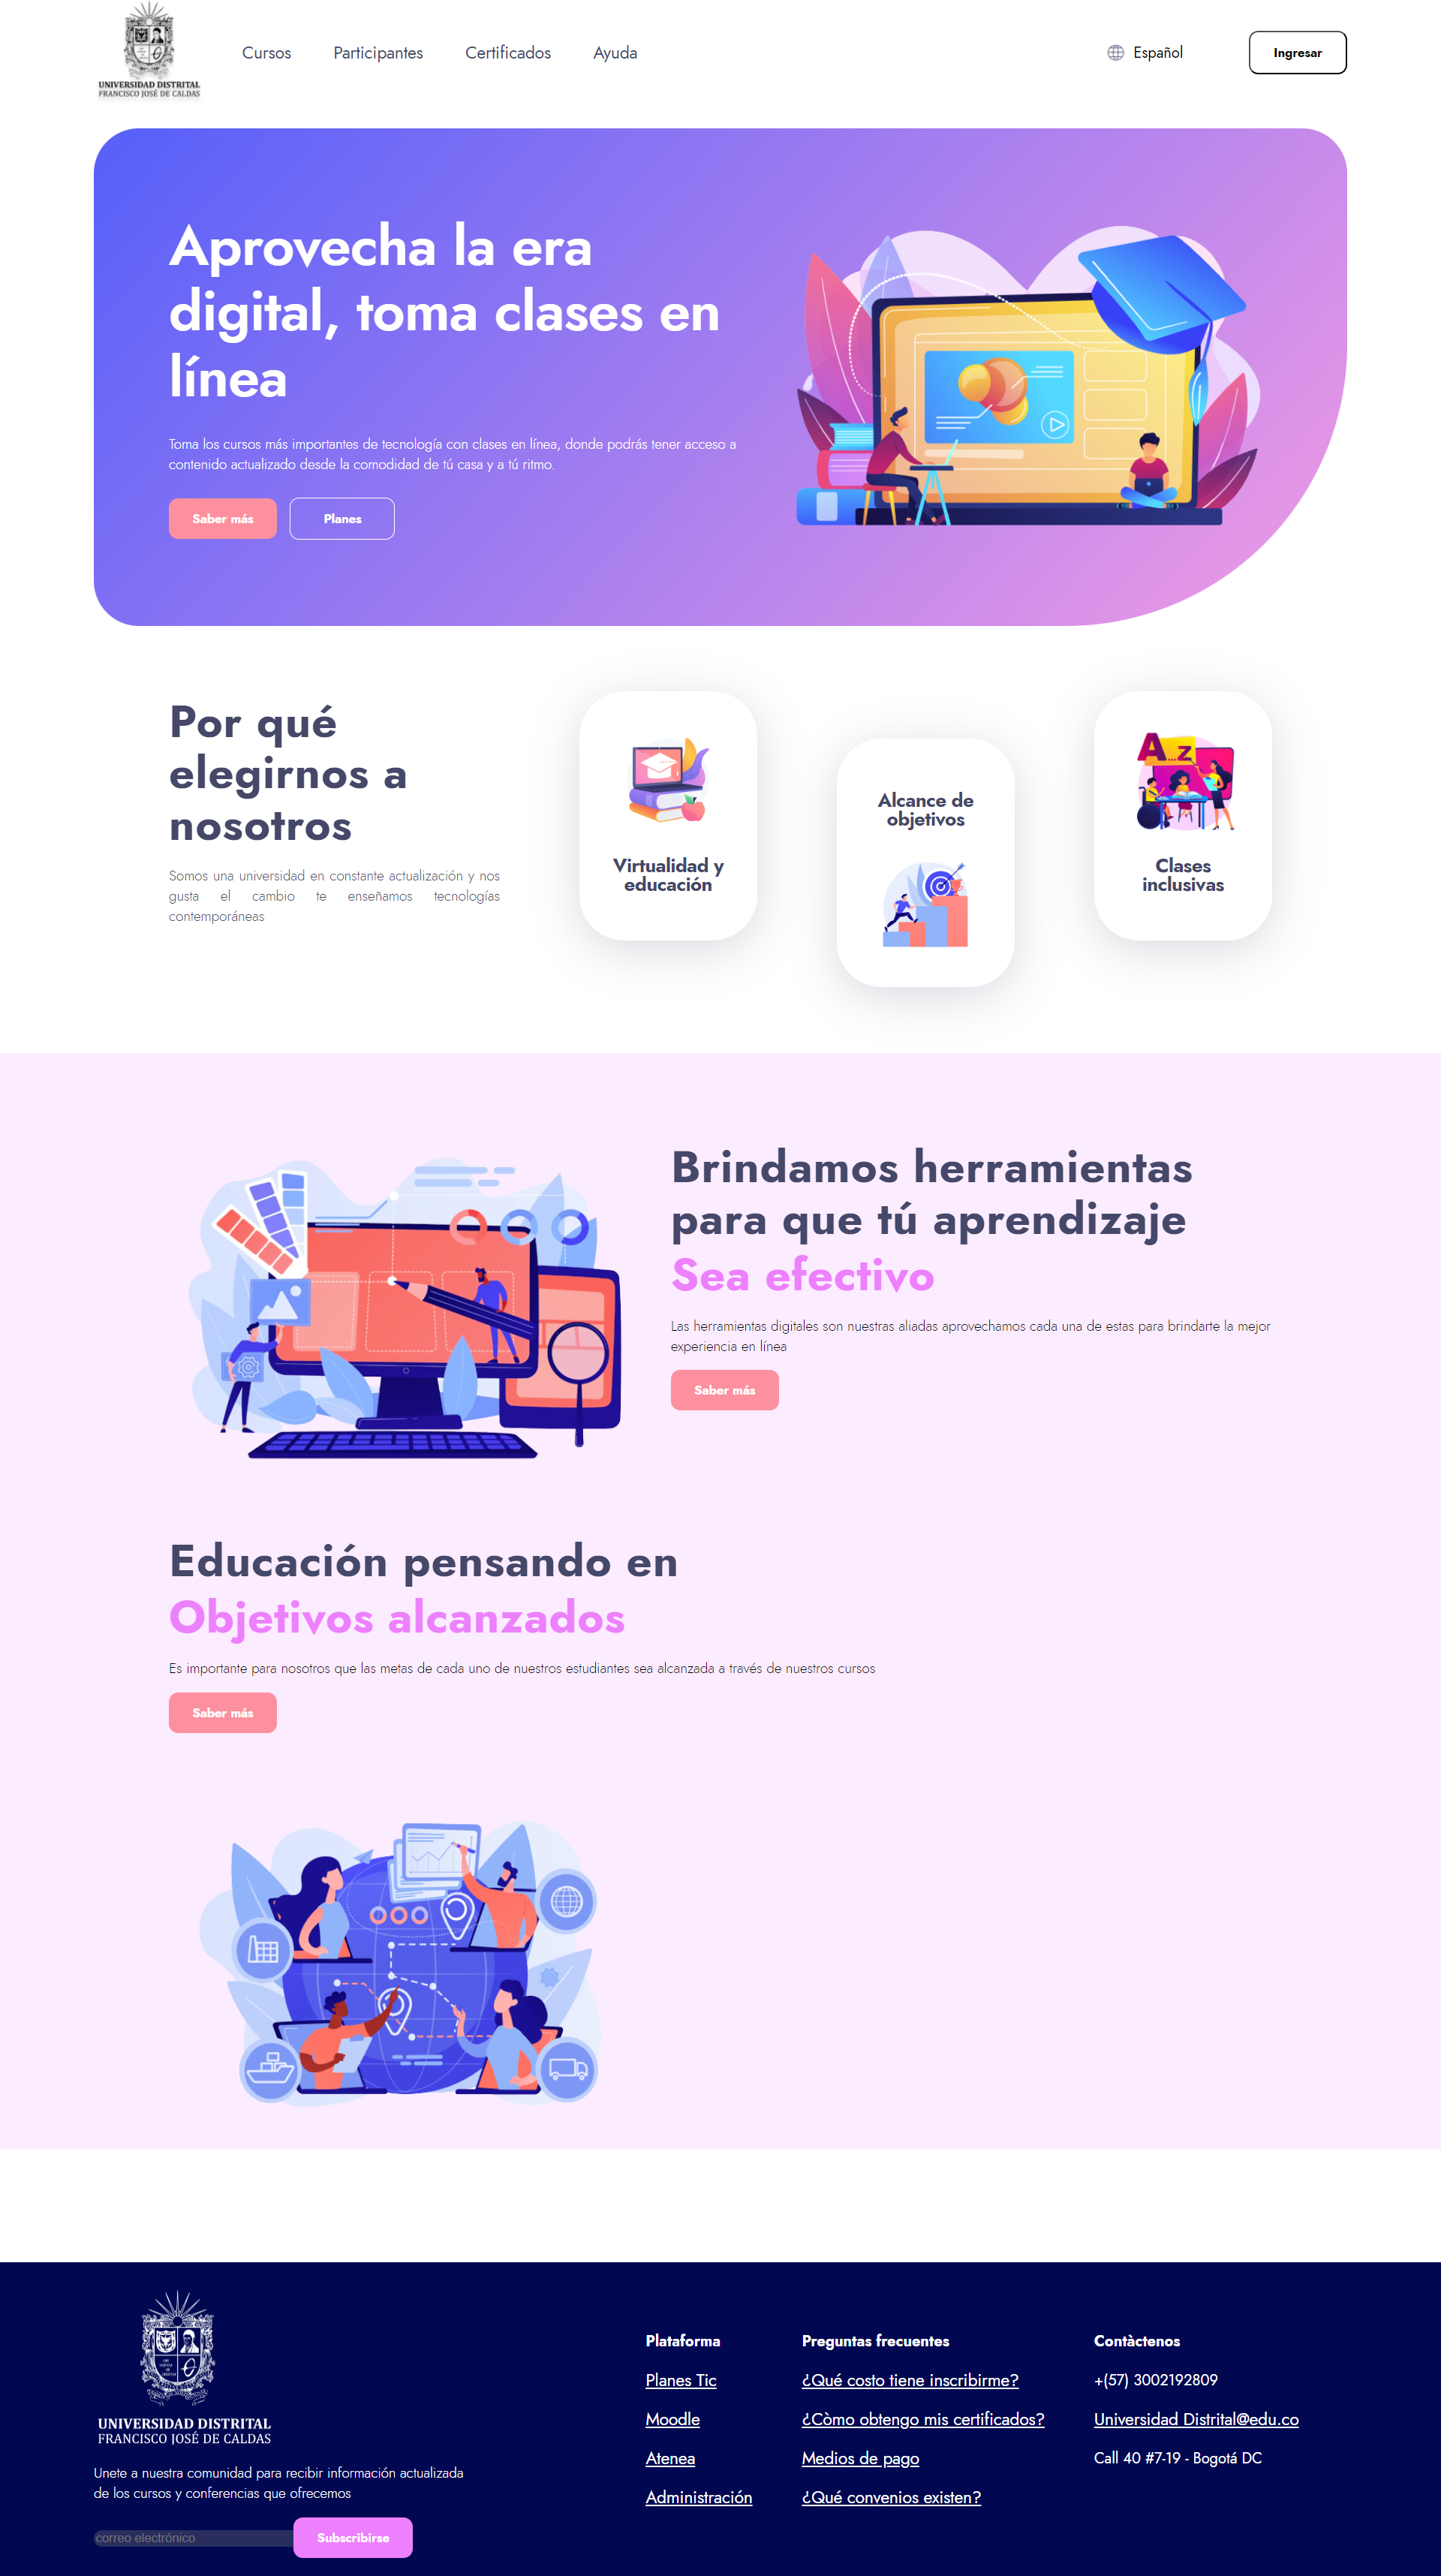 UNIVERSIDAD DISTRITAL
FRANCISCO JOSÉ DE CALDAS
Cursos
Participantes
Certificados
Ayuda
Español
Ingresar
Aprovecha la era
digital, toma clases en
línea
Toma los cursos más importantes de tecnología con clases en línea, donde podrás tener acceso a
contenido actualizado desde la comodidad de tú casa y a tú ritmo.
Saber más
Planes
Por qué
elegirnos a
nosotros
Somos una universidad en constante actualización y nos
gusta el cambio te enseñamos tecnologías
contemporáneas
Virtualidad y
educación
Alcance de
objetivos
A...z
Clases
inclusivas
Brindamos herramientas
para que tú aprendizaje
Sea efectivo
Las herramientas digitales son nuestras aliadas aprovechamos cada una de estas para brindarte la mejor
experiencia en línea
Saber más
Educación pensando en
Objetivos alcanzados
Es importante para nosotros que las metas de cada uno de nuestros estudiantes sea alcanzada a través de nuestros cursos
Saber más
UNIVERSIDAD DISTRITAL
FRANCISCO JOSÉ DE CALDAS
Unete a nuestra comunidad para recibir información actualizada
de los cursos y conferencias que ofrecemos
correo electrónico
Subscribirse
Plataforma
Planes Tic
Moodle
Atenea
Administración
Preguntas frecuentes
¿Qué costo tiene inscribirme?
¿Còmo obtengo mis certificados?
Medios de pago
¿Qué convenios existen?
Contàctenos
+(57) 3002192809
Universidad Distrital@edu.co
Call 40 #7-19 - Bogotá DC